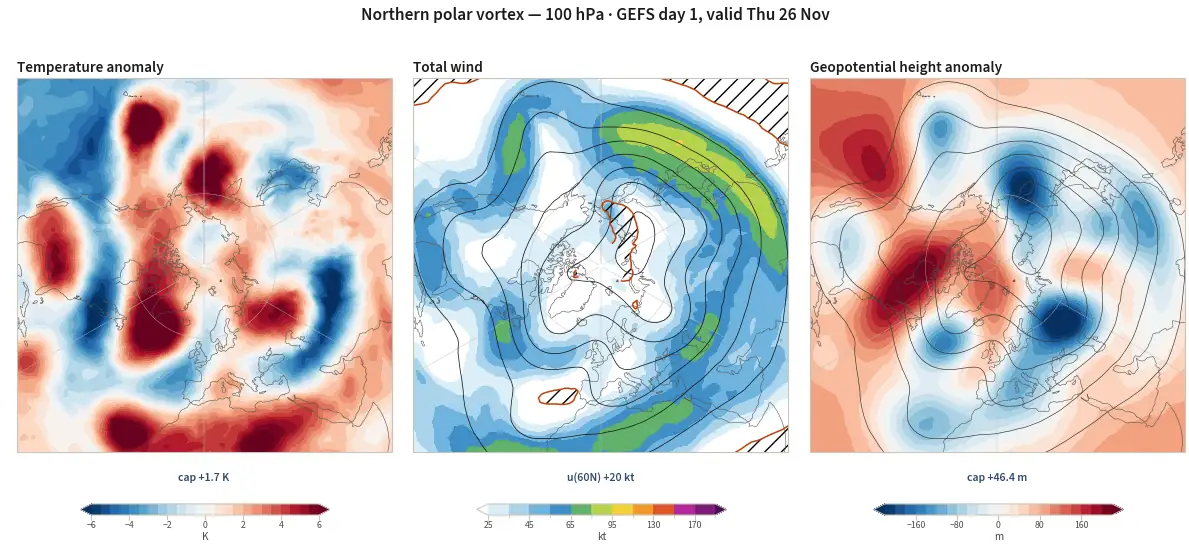 Northern polar vortex — 100 hPa · GEFS day 1, valid Thu 26 Nov
Temperature anomaly
Total wind
Geopotential height anomaly
cap +1.7 K
u(60N) +20 kt
cap +46.4 m
−6 −4 −2 0 2 4 6
K
25 45 65 95 130 170
kt
−160 −80 0 80 160
m